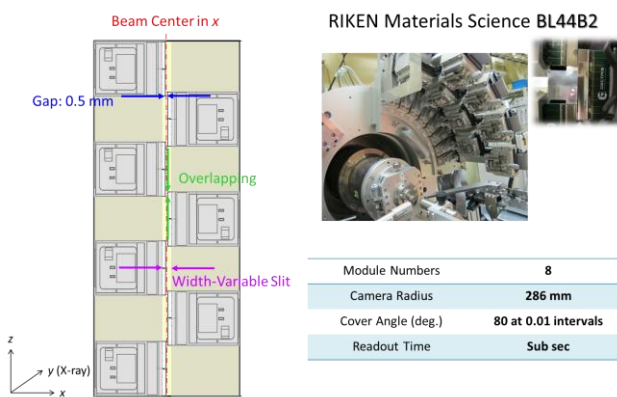 Beam Center in x
Gap: 0.5 mm
Overlapping
Width-Variable Slit
z
y (X-ray)
x
RIKEN Materials Science BL44B2
Module Numbers 8
Camera Radius 286 mm
Cover Angle (deg.) 80 at 0.01 intervals
Readout Time Sub sec